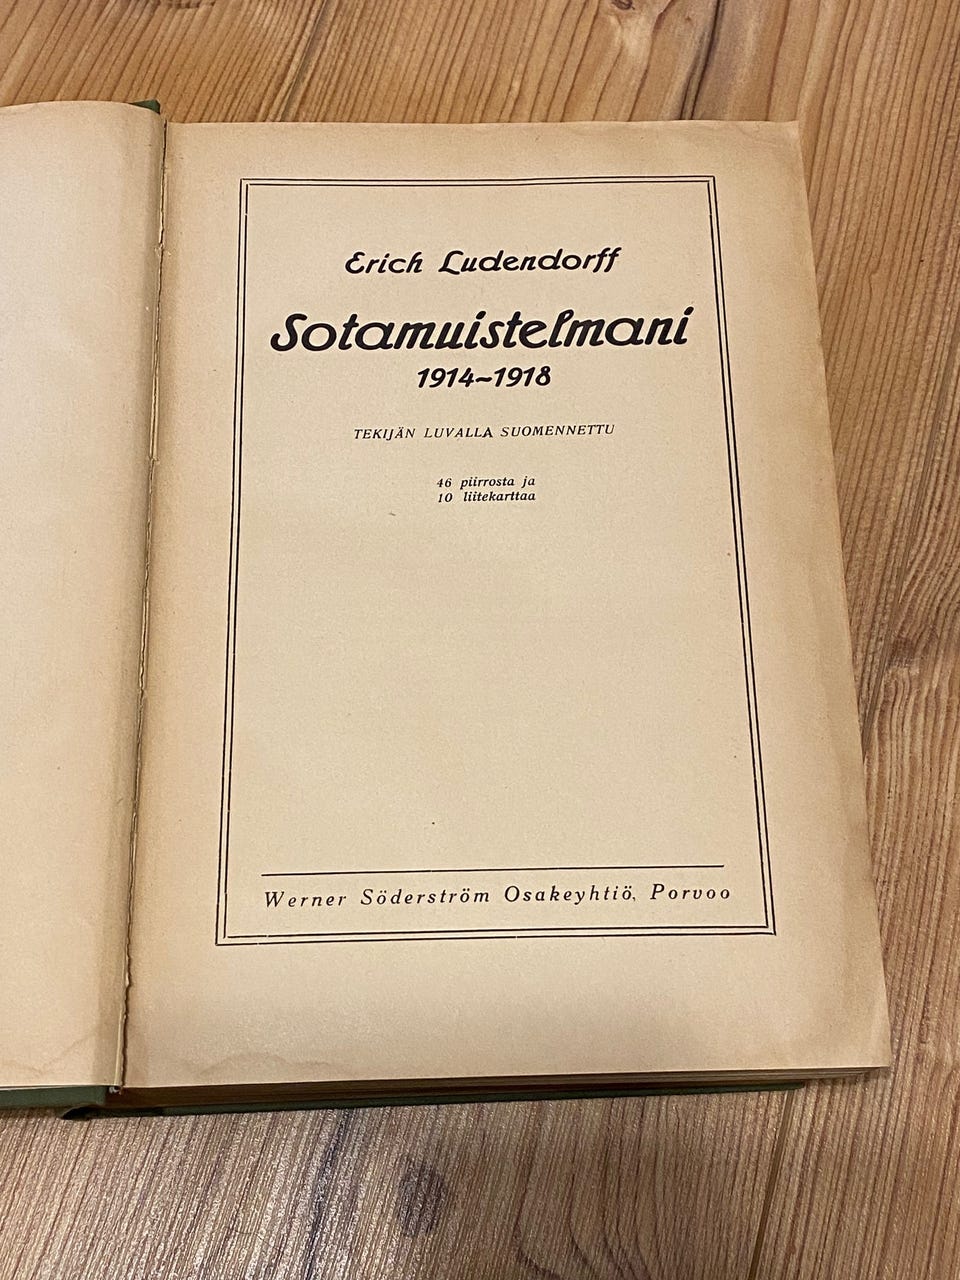 Erich Ludendorff
Sotamuistelmani
1914~1918
TEKIJÄN LUVALLA SUOMENNETTU
46 piirrosta ja
10 liitekarttaa
Werner Söderström Osakeyhtiö, Porvoo